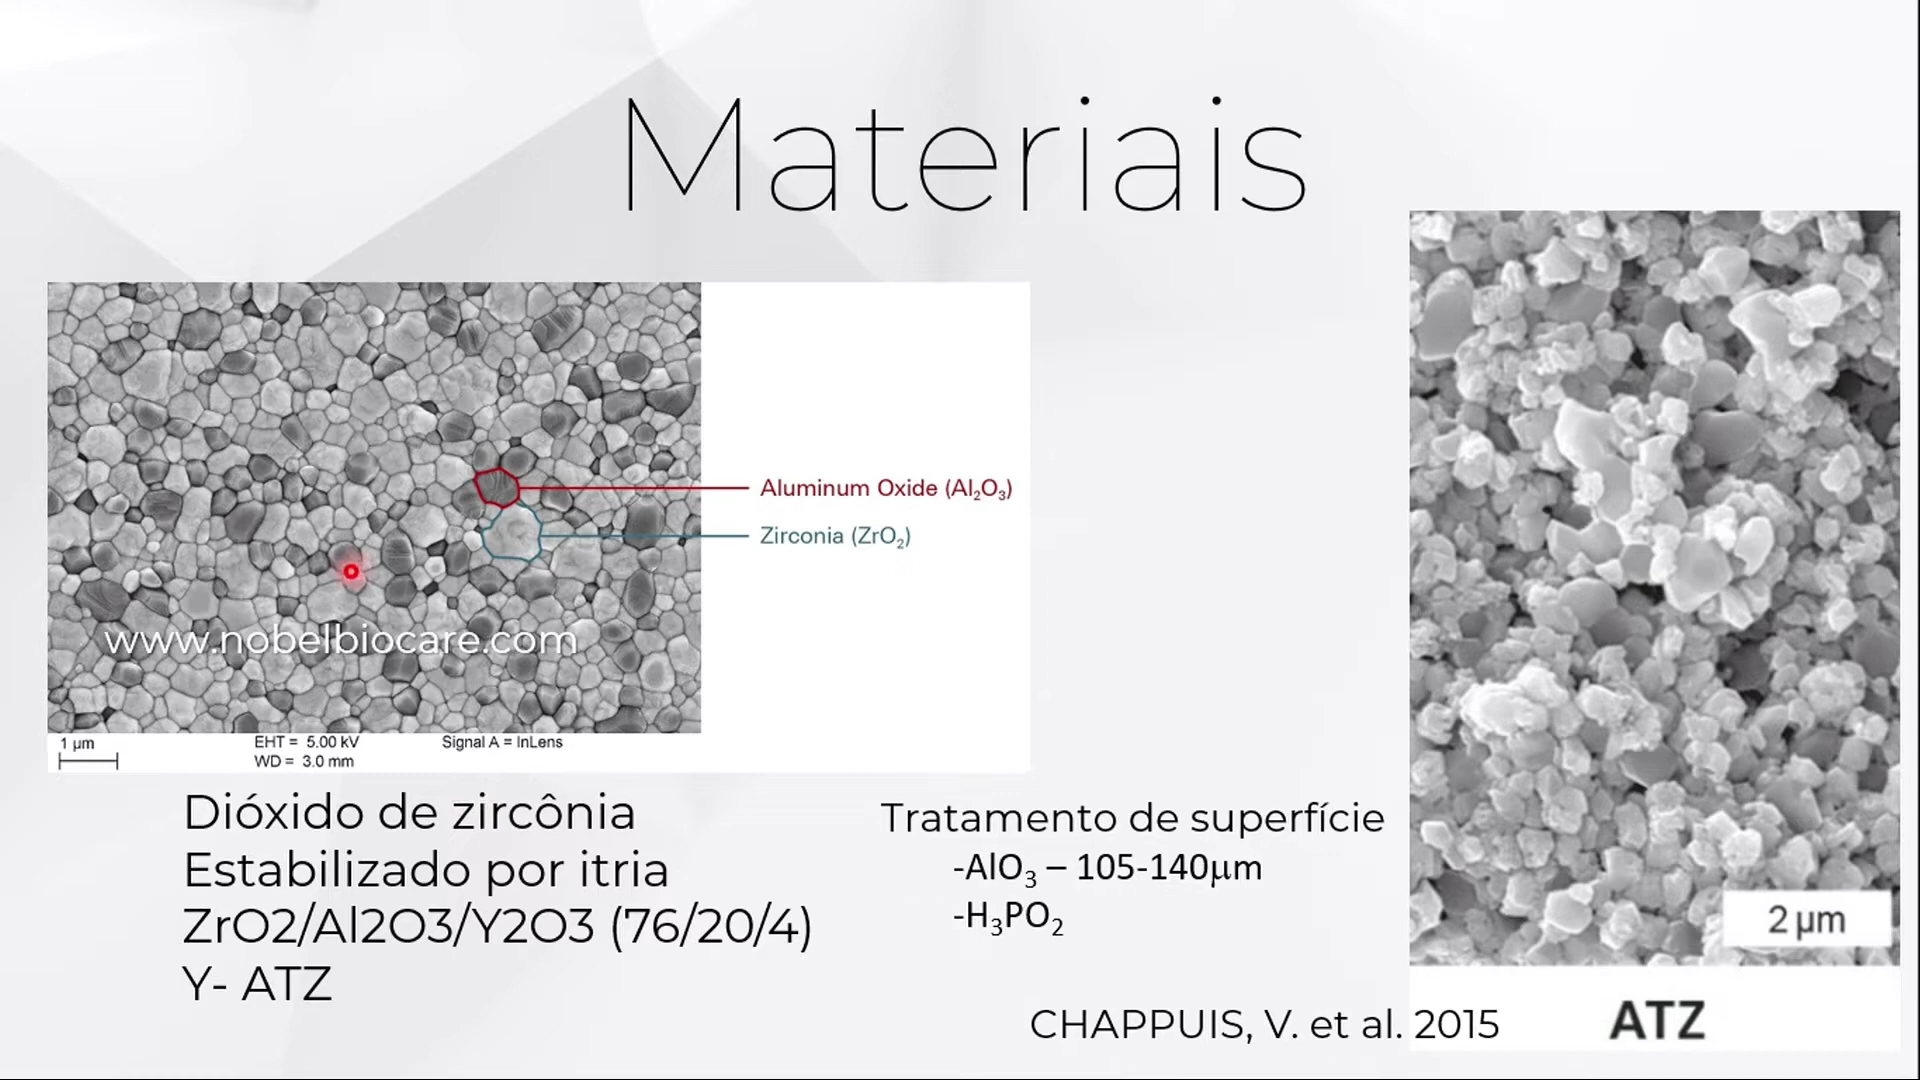 Materiais
Aluminum Oxide (Al₂O₃)
Zirconia (ZrO₂)
www.nobelbiocare.com
1 µm
EHT = 5.00 kV
Signal A = InLens
WD = 3.0 mm
Dióxido de zircônia
Estabilizado por itria
ZrO2/Al2O3/Y2O3 (76/20/4)
Y- ATZ
Tratamento de superfície
-AlO₃ – 105-140µm
-H₃PO₂
2 µm
CHAPPUIS, V. et al. 2015
ATZ